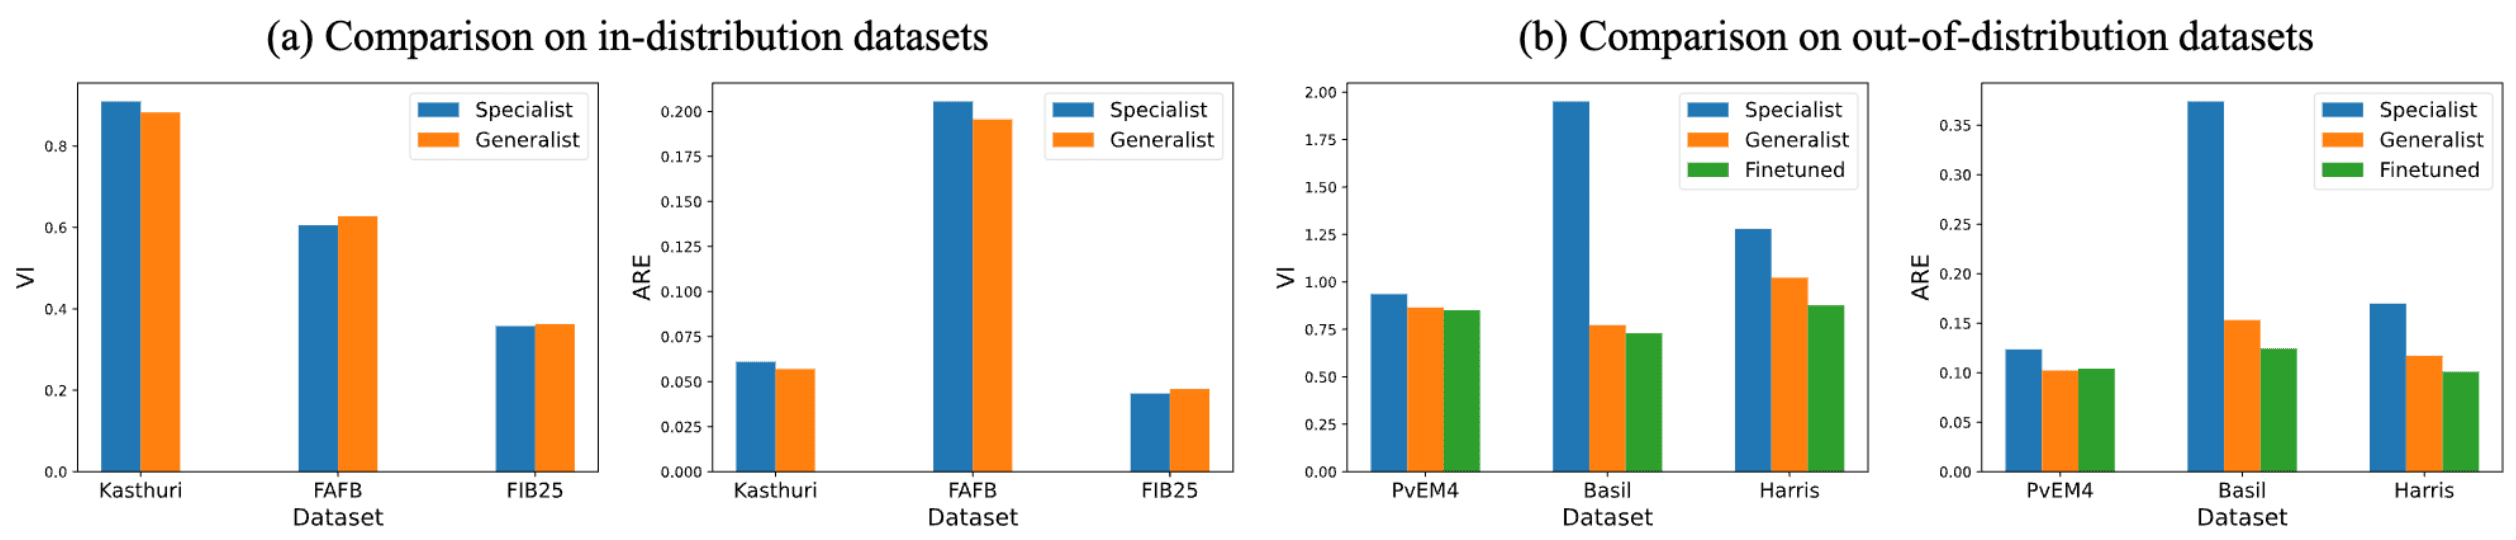 (a) Comparison on in-distribution datasets
(b) Comparison on out-of-distribution datasets
VI
0.8
0.6
0.4
0.2
0.0
Specialist
Generalist
Kasthuri
FAFB
FIB25
Dataset
ARE
0.200
0.175
0.150
0.125
0.100
0.075
0.050
0.025
0.000
Specialist
Generalist
Kasthuri
FAFB
FIB25
Dataset
VI
2.00
1.75
1.50
1.25
1.00
0.75
0.50
0.25
0.00
Specialist
Generalist
Finetuned
PvEM4
Basil
Harris
Dataset
ARE
0.35
0.30
0.25
0.20
0.15
0.10
0.05
0.00
Specialist
Generalist
Finetuned
PvEM4
Basil
Harris
Dataset